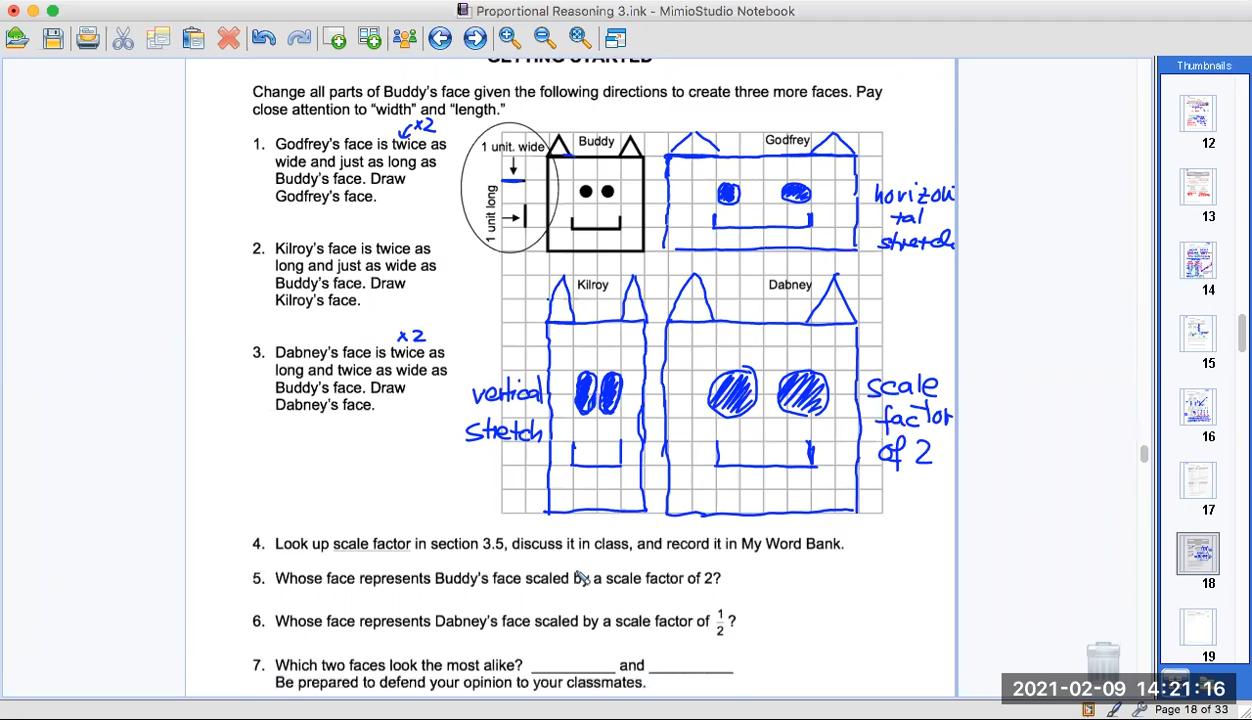 Proportional Reasoning 3.ink - MimioStudio Notebook
Thumbnails
GETTING STARTED
Change all parts of Buddy's face given the following directions to create three more faces. Pay
close attention to "width" and "length."
×2
1. Godfrey's face is twice as
wide and just as long as
Buddy's face. Draw
Godfrey's face.
1 unit. wide
1 unit long
Buddy
Godfrey
horizon
tal
stretch
2. Kilroy's face is twice as
long and just as wide as
Buddy's face. Draw
Kilroy's face.
Kilroy
Dabney
×2
3. Dabney's face is twice as
long and twice as wide as
Buddy's face. Draw
Dabney's face.
vertical
stretch
scale
factor
of 2
4. Look up scale factor in section 3.5, discuss it in class, and record it in My Word Bank.
5. Whose face represents Buddy's face scaled by a scale factor of 2?
6. Whose face represents Dabney's face scaled by a scale factor of 1/2?
7. Which two faces look the most alike? _________ and _________
Be prepared to defend your opinion to your classmates.
12
13
14
15
16
17
18
19
2021-02-09 14:21:16
Page 18 of 33